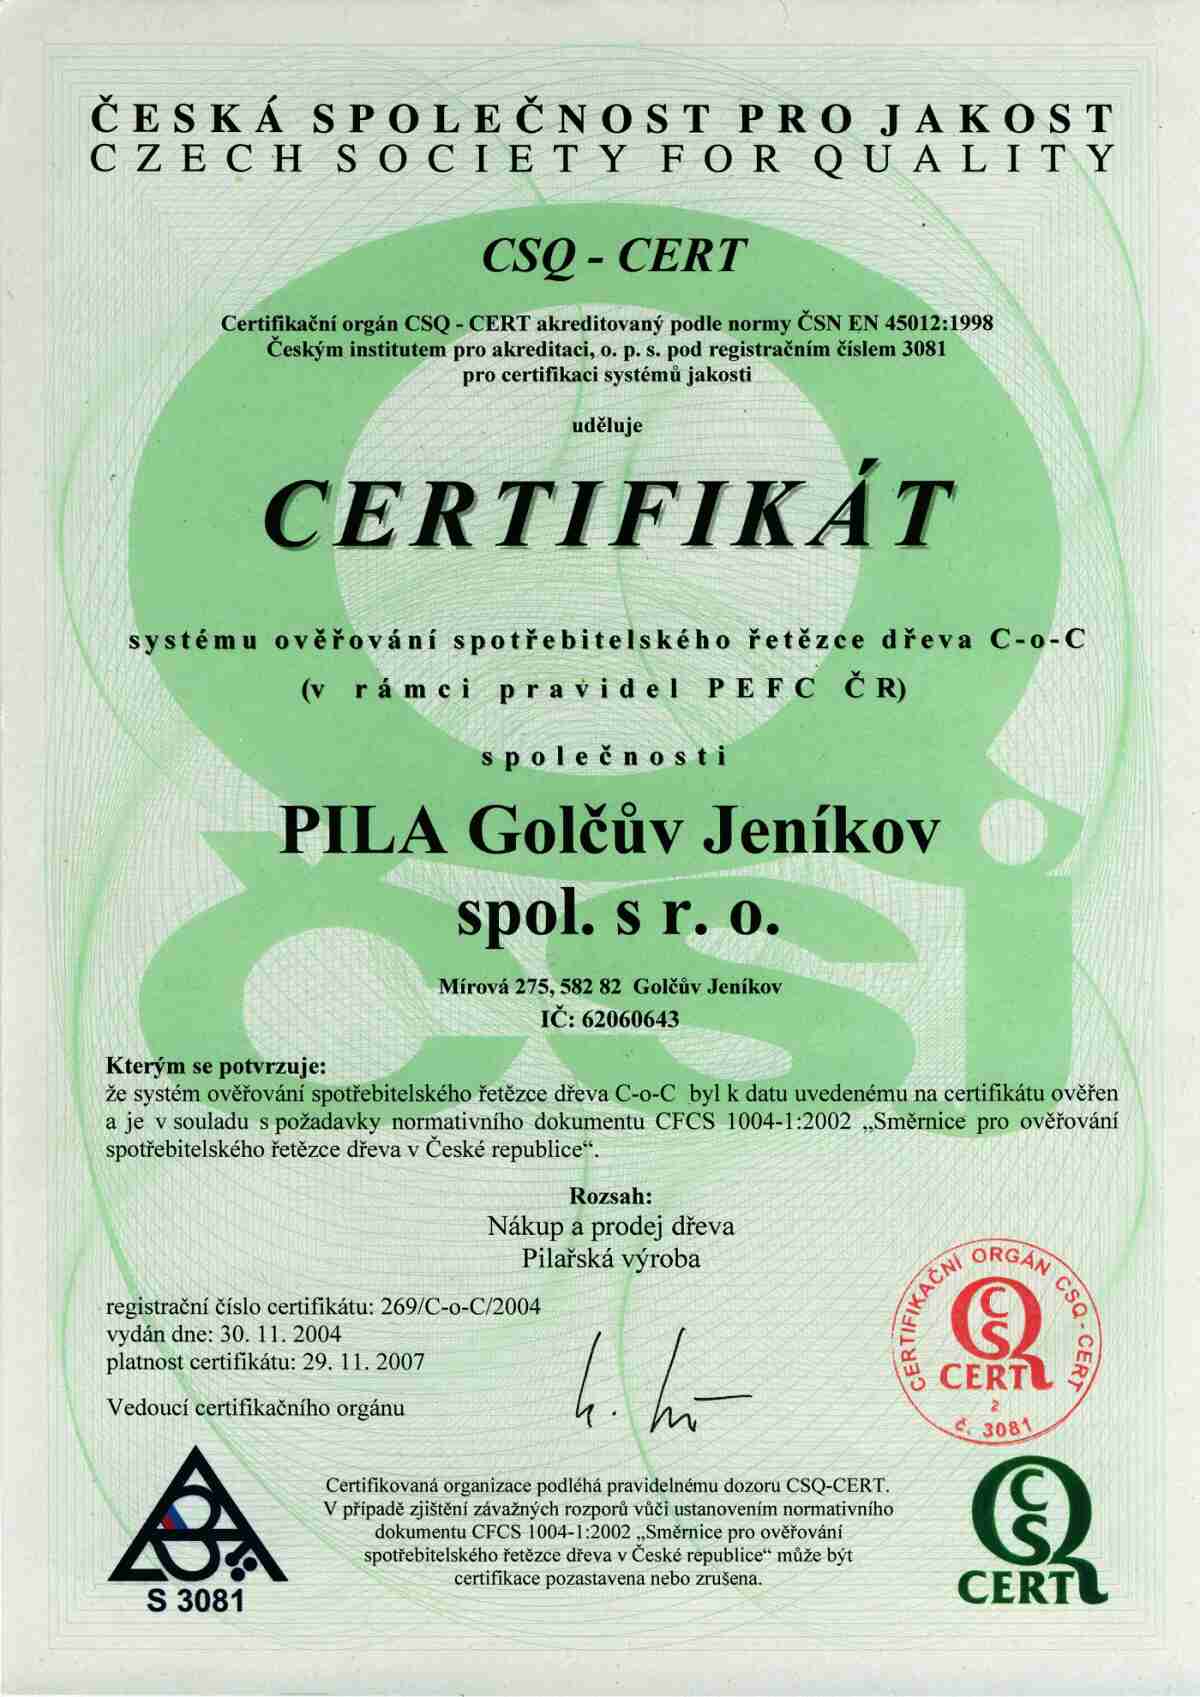 ČESKÁ SPOLEČNOST PRO JAKOST
CZECH SOCIETY FOR QUALITY
CSQ - CERT
Certifikační orgán CSQ - CERT akreditovaný podle normy ČSN EN 45012:1998
Českým institutem pro akreditaci, o. p. s. pod registračním číslem 3081
pro certifikaci systémů jakosti
uděluje
CERTIFIKÁT
systému ověřování spotřebitelského řetězce dřeva C-o-C
(v rámci pravidel PEFC ČR)
společnosti
PILA Golčův Jeníkov
spol. s r. o.
Mírová 275, 582 82 Golčův Jeníkov
IČ: 62060643
Kterým se potvrzuje:
že systém ověřování spotřebitelského řetězce dřeva C-o-C byl k datu uvedenému na certifikátu ověřen
a je v souladu s požadavky normativního dokumentu CFCS 1004-1:2002 „Směrnice pro ověřování
spotřebitelského řetězce dřeva v České republice“.
Rozsah:
Nákup a prodej dřeva
Pilařská výroba
registrační číslo certifikátu: 269/C-o-C/2004
vydán dne: 30. 11. 2004
platnost certifikátu: 29. 11. 2007
Vedoucí certifikačního orgánu
CERTIFIKAČNÍ ORGÁN CSQ-CERT
CSQ
CERT
2
č. 3081
Certifikovaná organizace podléhá pravidelnému dozoru CSQ-CERT.
V případě zjištění závažných rozporů vůči ustanovením normativního
dokumentu CFCS 1004-1:2002 „Směrnice pro ověřování
spotřebitelského řetězce dřeva v České republice“ může být
certifikace pozastavena nebo zrušena.
S 3081
CSQ
CERT
čsj